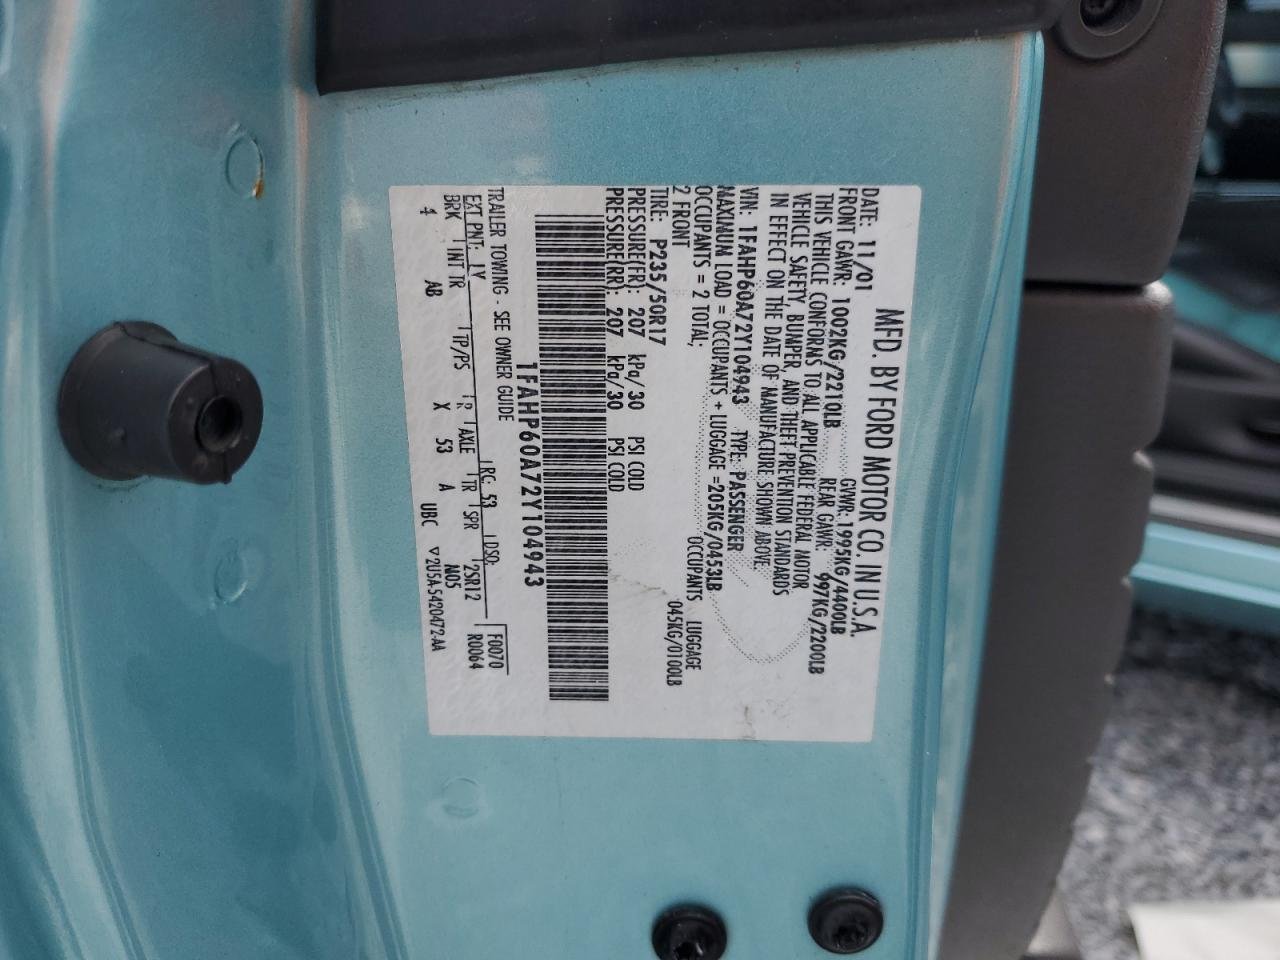 MFD. BY FORD MOTOR CO. IN U.S.A.
DATE: 11/01 GVWR: 1995KG/4400LB
FRONT GAWR: 1002KG/2210LB REAR GAWR: 997KG/2200LB
THIS VEHICLE CONFORMS TO ALL APPLICABLE FEDERAL MOTOR
VEHICLE SAFETY, BUMPER, AND THEFT PREVENTION STANDARDS
IN EFFECT ON THE DATE OF MANUFACTURE SHOWN ABOVE.
VIN: 1FAHP60A72Y104943 TYPE: PASSENGER
MAXIMUM LOAD = OCCUPANTS + LUGGAGE =205KG/0453LB
OCCUPANTS = 2 TOTAL; OCCUPANTS LUGGAGE
2 FRONT 045KG/0100LB
TIRE: P235/50R17
PRESSURE(FR): 207 kPa/30 PSI COLD
PRESSURE(RR): 207 kPa/30 PSI COLD
1FAHP60A72Y104943
TRAILER TOWING - SEE OWNER GUIDE
EXT PNT: 1Y RC: 53 DSO: F0070
BRK INT TR TP/PS R AXLE TR SPR 2SR12 R0064
4 AB X 53 A UBC N05
▽2U5A-5420472-AA